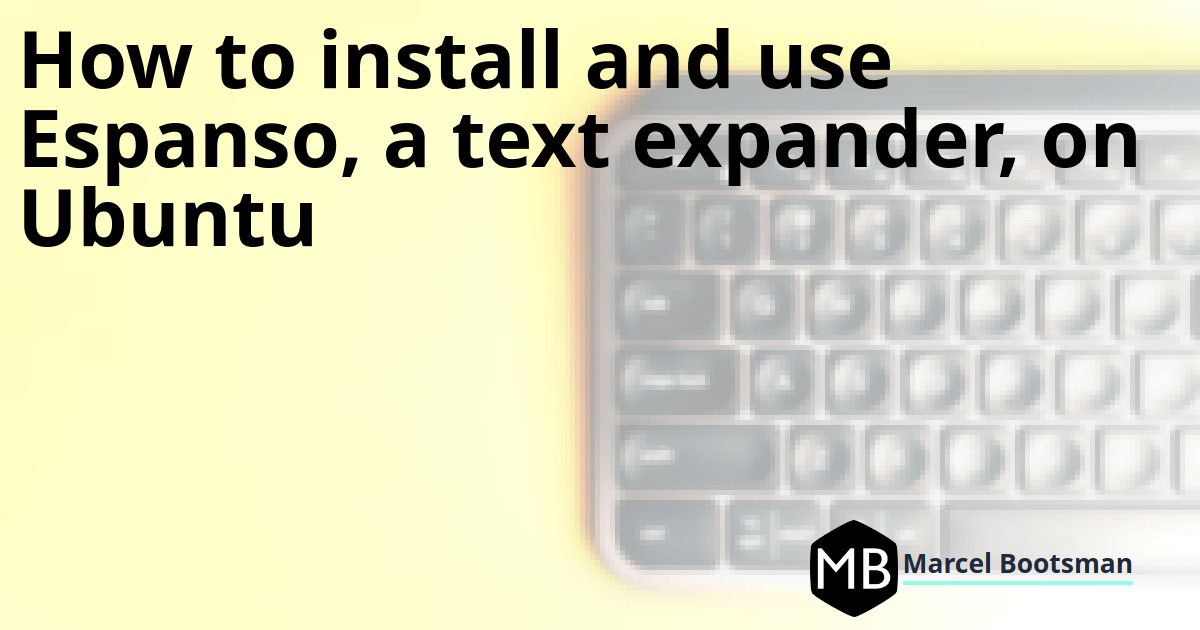 How to install and use
Espanso, a text expander, on
Ubuntu
MB
Marcel Bootsman